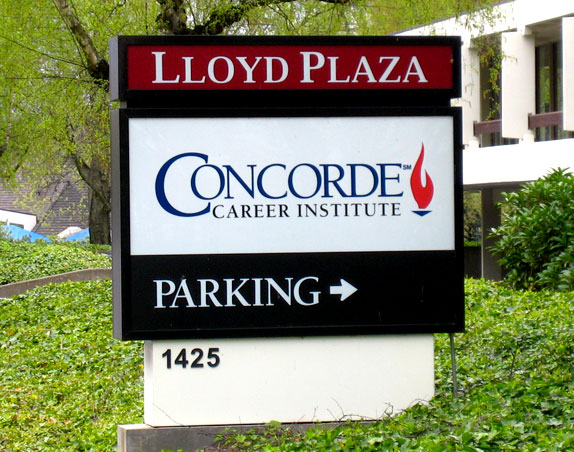 LLOYD PLAZA
CONCORDE SM
CAREER INSTITUTE
PARKING →
1425